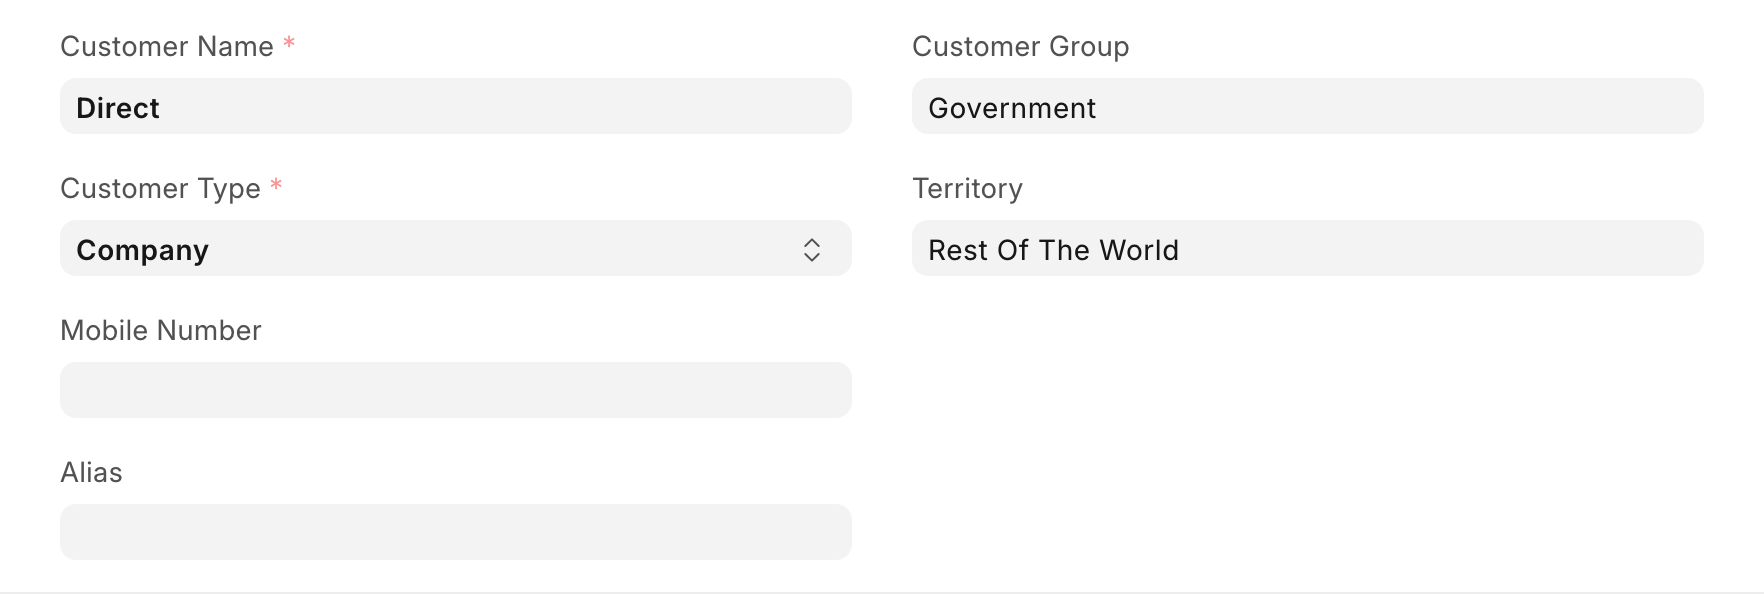 Customer Name *
Direct
Customer Type *
Company
Mobile Number
Alias
Customer Group
Government
Territory
Rest Of The World